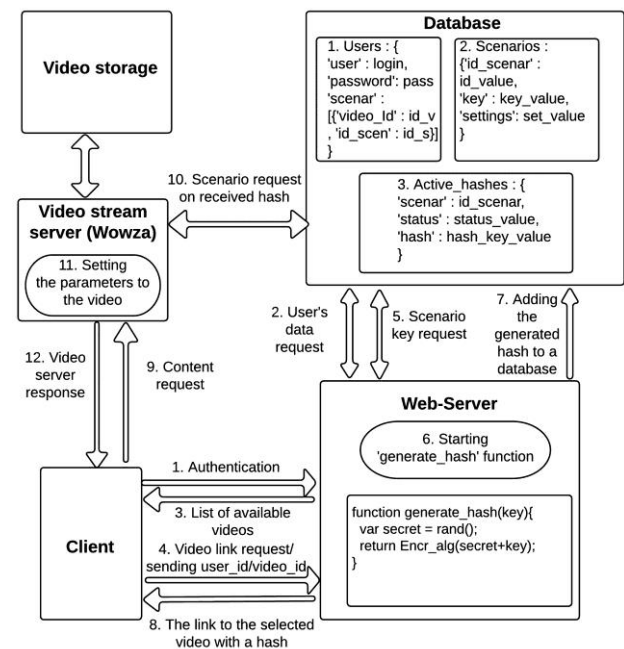 Video storage
Database
1. Users : {
'user' : login,
'password': pass
'scenar' :
[{'video_Id' : id_v
, 'id_scen' : id_s}]
}
2. Scenarios :
{'id_scenar' :
id_value,
'key' : key_value,
'settings': set_value
}
3. Active_hashes : {
'scenar' : id_scenar,
'status' : status_value,
'hash' : hash_key_value
}
10. Scenario request
on received hash
Video stream
server (Wowza)
11. Setting
the parameters to
the video
2. User's
data
request
5. Scenario
key request
7. Adding
the
generated
hash to a
database
12. Video
server
response
9. Content
request
Web-Server
6. Starting
'generate_hash' function
function generate_hash(key){
var secret = rand();
return Encr_alg(secret+key);
}
Client
1. Authentication
3. List of available
videos
4. Video link request/
sending user_id/video_id
8. The link to the selected
video with a hash